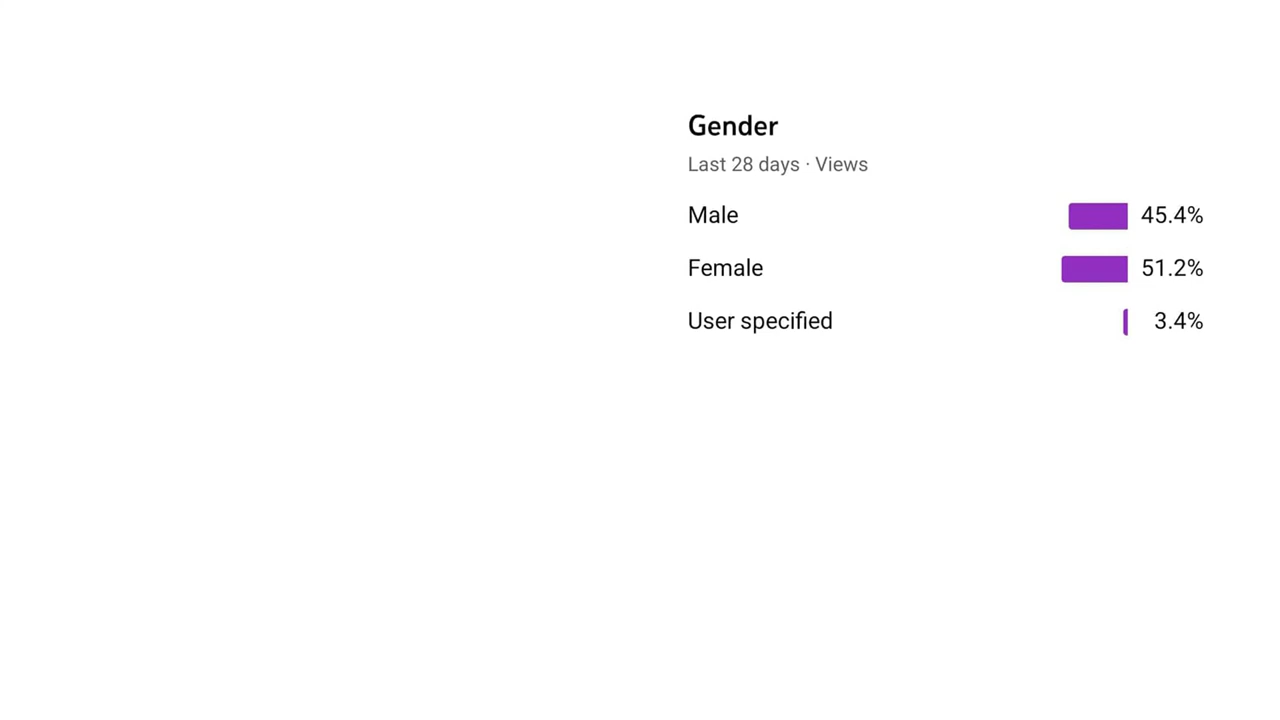 Gender
Last 28 days · Views
Male 45.4%
Female 51.2%
User specified 3.4%